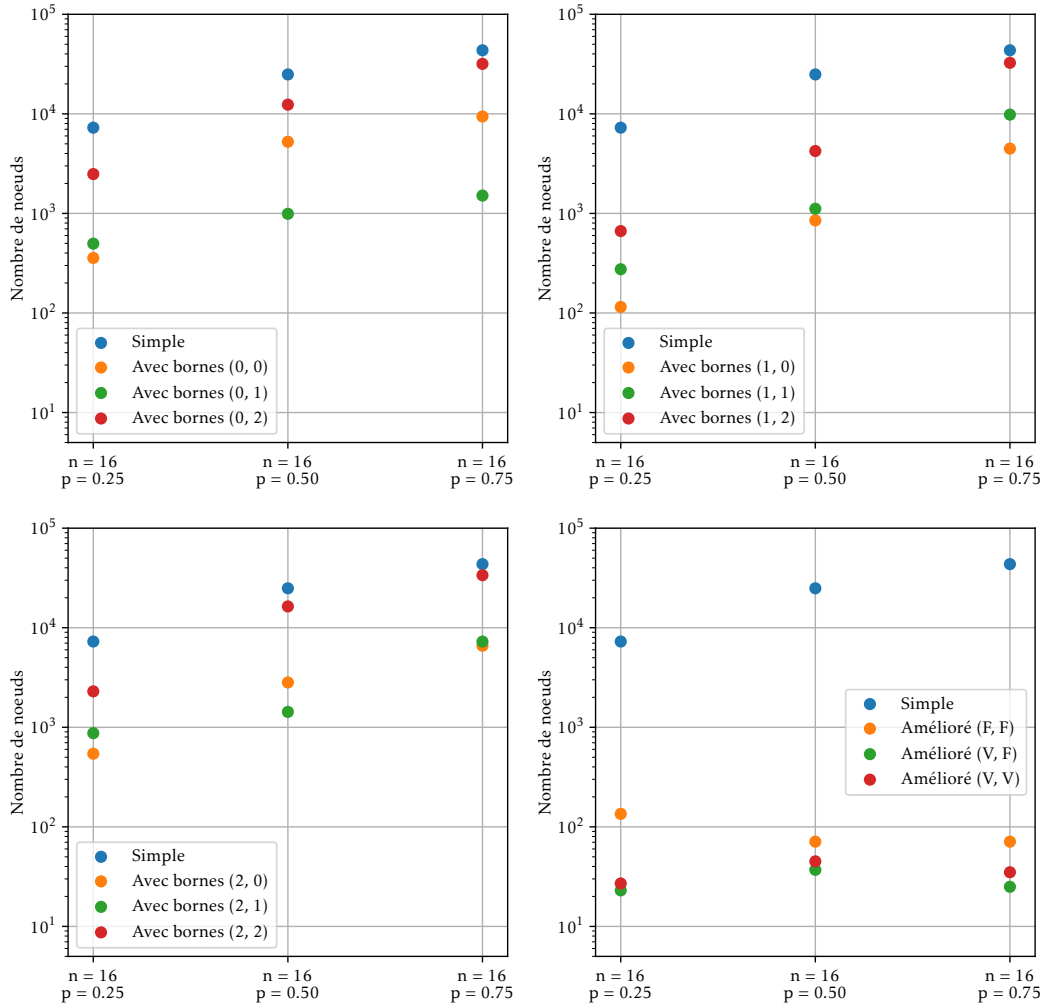 10^5
10^4
10^3
10^2
10^1
Nombre de noeuds
Simple
Avec bornes (0, 0)
Avec bornes (0, 1)
Avec bornes (0, 2)
n = 16
p = 0.25
n = 16
p = 0.50
n = 16
p = 0.75
10^5
10^4
10^3
10^2
10^1
Nombre de noeuds
Simple
Avec bornes (1, 0)
Avec bornes (1, 1)
Avec bornes (1, 2)
n = 16
p = 0.25
n = 16
p = 0.50
n = 16
p = 0.75
10^5
10^4
10^3
10^2
10^1
Nombre de noeuds
Simple
Avec bornes (2, 0)
Avec bornes (2, 1)
Avec bornes (2, 2)
n = 16
p = 0.25
n = 16
p = 0.50
n = 16
p = 0.75
10^5
10^4
10^3
10^2
10^1
Nombre de noeuds
Simple
Amélioré (F, F)
Amélioré (V, F)
Amélioré (V, V)
n = 16
p = 0.25
n = 16
p = 0.50
n = 16
p = 0.75